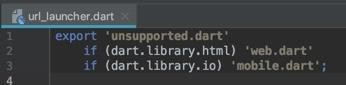 url_launcher.dart
1 export 'unsupported.dart'
2 if (dart.library.html) 'web.dart'
3 if (dart.library.io) 'mobile.dart';
4